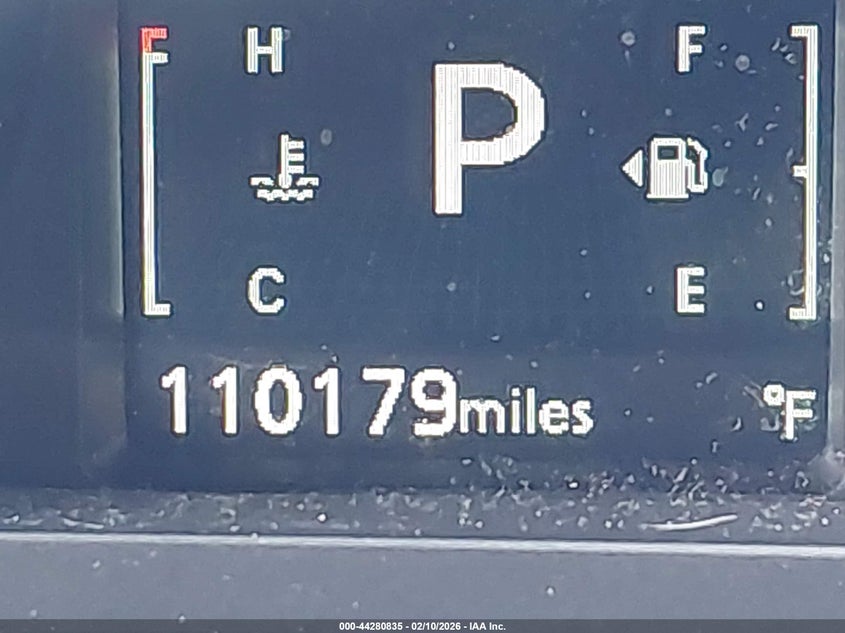 H P F
C E
110179miles °F
000-44280835 - 02/10/2026 - IAA Inc.